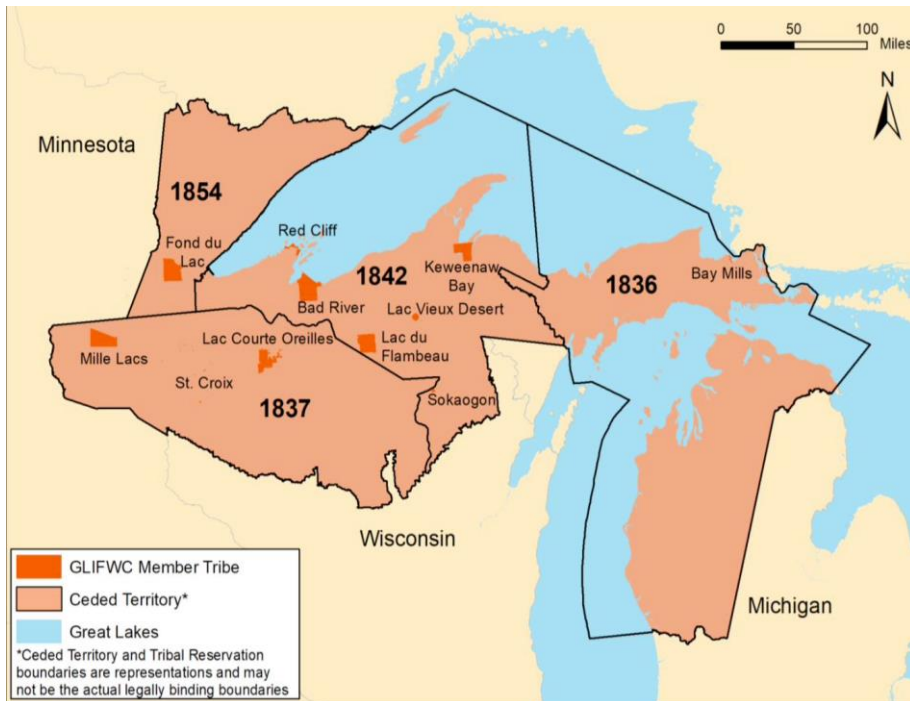 0 50 100
Miles
N
Minnesota
1854
Fond du
Lac
Red Cliff
1842
Keweenaw
Bay
1836
Bay Mills
Bad River
Lac Vieux Desert
Lac Courte Oreilles
Lac du
Flambeau
Mille Lacs
St. Croix
1837
Sokaogon
Wisconsin
Michigan
GLIFWC Member Tribe
Ceded Territory*
Great Lakes
*Ceded Territory and Tribal Reservation
boundaries are representations and may
not be the actual legally binding boundaries